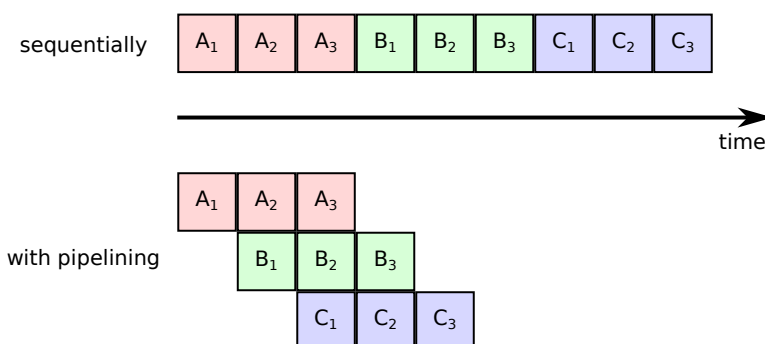 sequentially A₁ A₂ A₃ B₁ B₂ B₃ C₁ C₂ C₃
time
A₁ A₂ A₃
with pipelining B₁ B₂ B₃
C₁ C₂ C₃